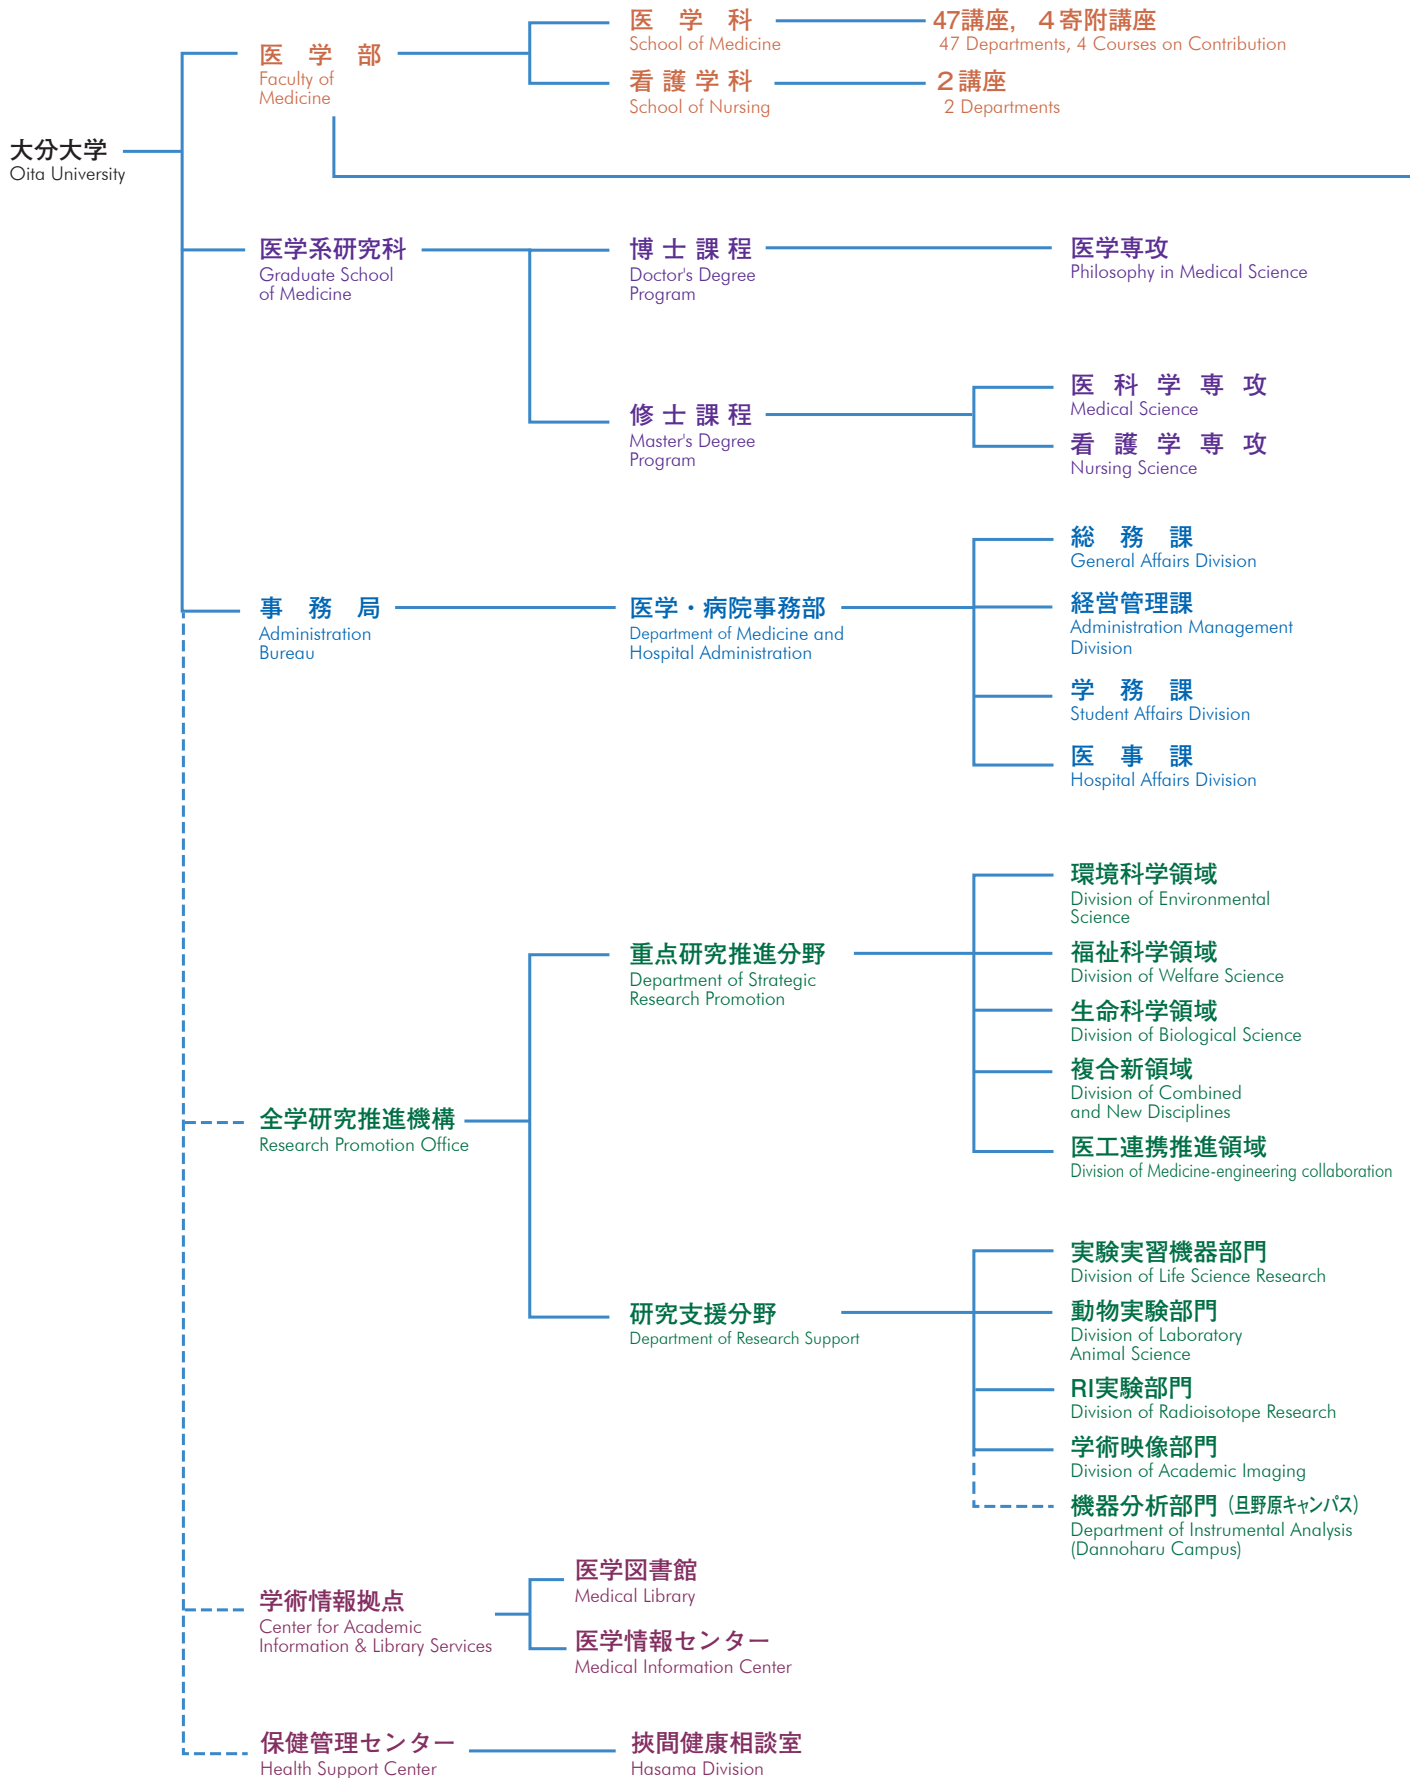 大分大学
Oita University
医学部
Faculty of
Medicine
医学科
School of Medicine
47講座，４寄附講座
47 Departments, 4 Courses on Contribution
看護学科
School of Nursing
２講座
2 Departments
医学系研究科
Graduate School
of Medicine
博士課程
Doctor's Degree
Program
医学専攻
Philosophy in Medical Science
修士課程
Master's Degree
Program
医科学専攻
Medical Science
看護学専攻
Nursing Science
事務局
Administration
Bureau
医学・病院事務部
Department of Medicine and
Hospital Administration
総務課
General Affairs Division
経営管理課
Administration Management
Division
学務課
Student Affairs Division
医事課
Hospital Affairs Division
全学研究推進機構
Research Promotion Office
重点研究推進分野
Department of Strategic
Research Promotion
環境科学領域
Division of Environmental
Science
福祉科学領域
Division of Welfare Science
生命科学領域
Division of Biological Science
複合新領域
Division of Combined
and New Disciplines
医工連携推進領域
Division of Medicine-engineering collaboration
研究支援分野
Department of Research Support
実験実習機器部門
Division of Life Science Research
動物実験部門
Division of Laboratory
Animal Science
RI実験部門
Division of Radioisotope Research
学術映像部門
Division of Academic Imaging
機器分析部門（旦野原キャンパス）
Department of Instrumental Analysis
(Dannoharu Campus)
学術情報拠点
Center for Academic
Information & Library Services
医学図書館
Medical Library
医学情報センター
Medical Information Center
保健管理センター
Health Support Center
挾間健康相談室
Hasama Division